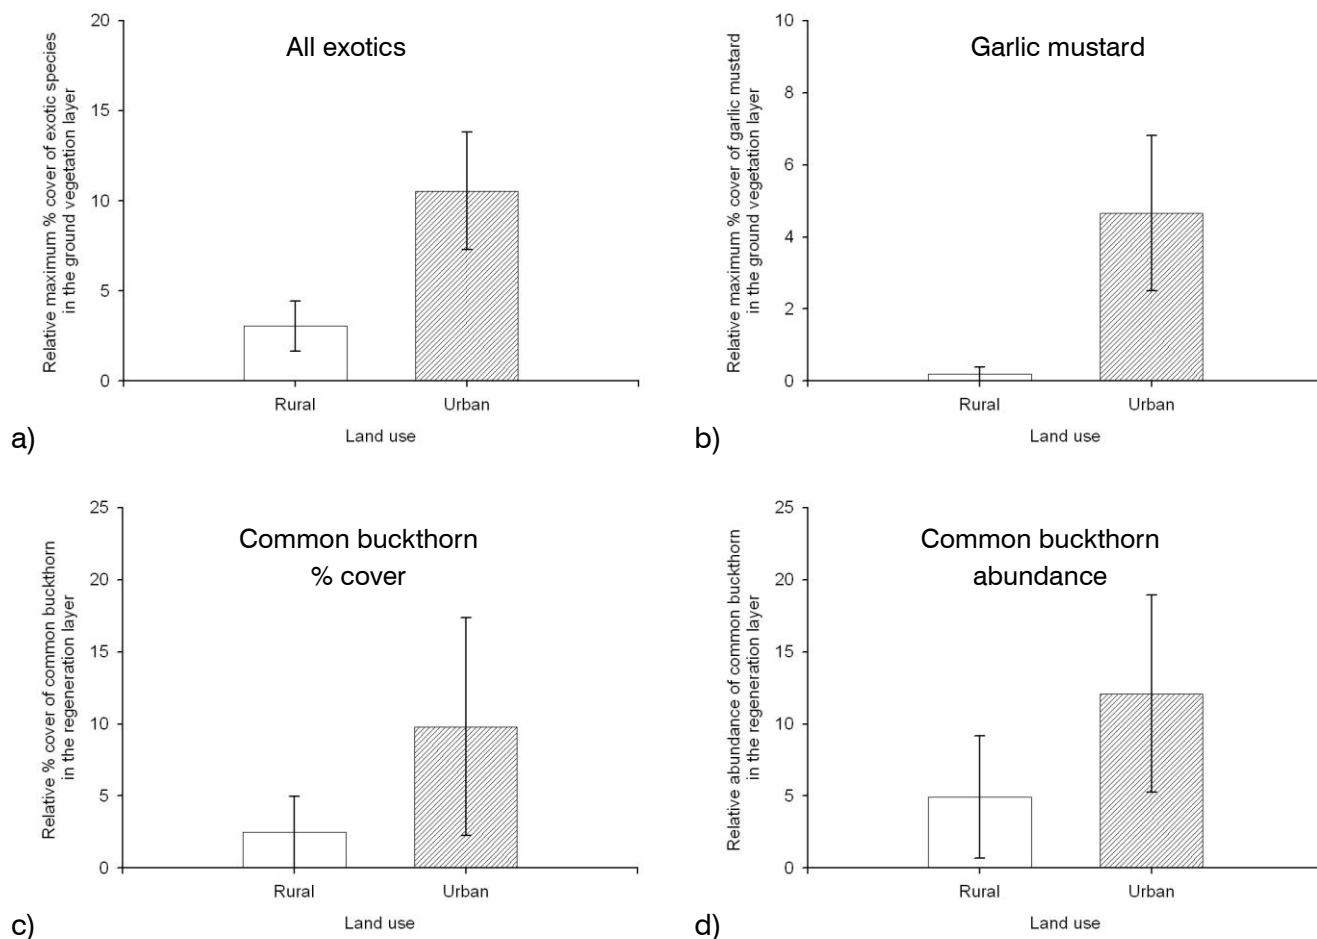 All exotics
Relative maximum % cover of exotic species
in the ground vegetation layer
20
15
10
5
0
Rural
Urban
Land use
a)
Garlic mustard
Relative maximum % cover of garlic mustard
in the ground vegetation layer
10
8
6
4
2
0
Rural
Urban
Land use
b)
Common buckthorn
% cover
Relative % cover of common buckthorn
in the regeneration layer
25
20
15
10
5
0
Rural
Urban
Land use
c)
Common buckthorn
abundance
Relative abundance of common buckthorn
in the regeneration layer
25
20
15
10
5
0
Rural
Urban
Land use
d)